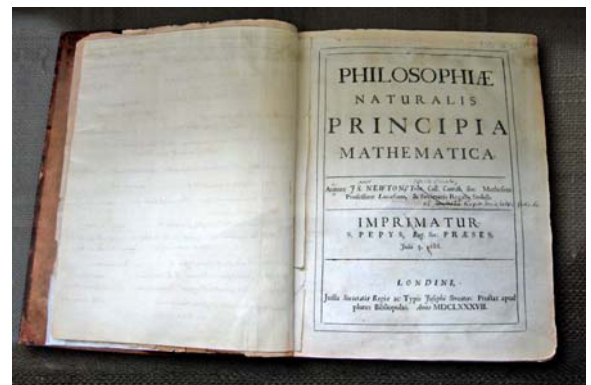 PHILOSOPHIÆ
NATURALIS
PRINCIPIA
MATHEMATICA
Autore JS. NEWTON, Trin. Coll. Cantab. Soc. Matheseos
Professore Lucasiano, & Societatis Regalis Sodali.
IMPRIMATUR
S. PEPYS, Reg. Soc. PRÆSES.
Julii 5. 1686.
LONDINI,
Jussu Societatis Regiæ ac Typis Josephi Streater. Prostat apud
plures Bibliopolas. Anno MDCLXXXVII.